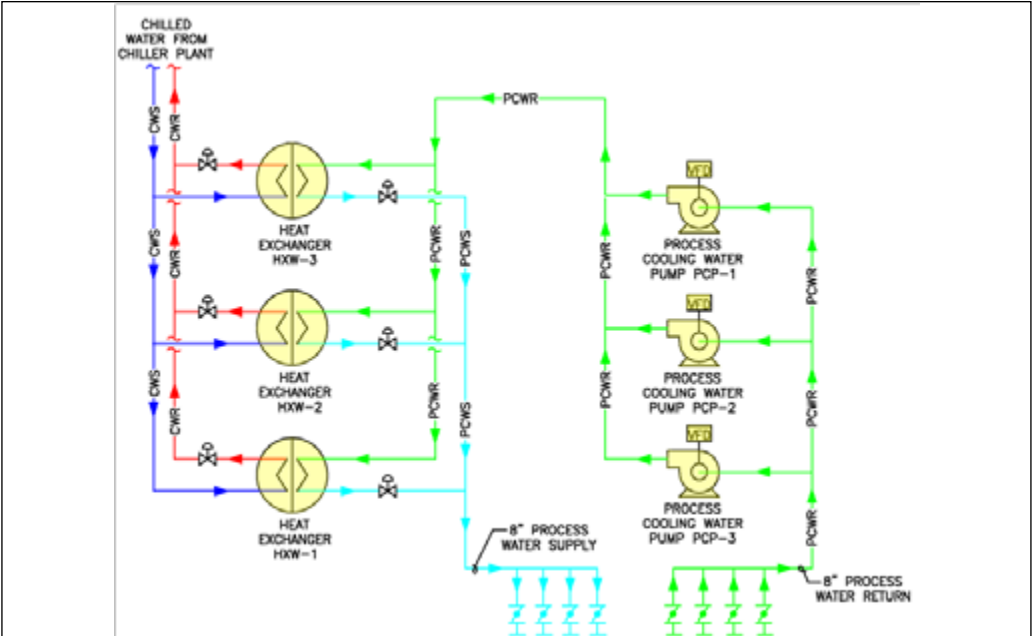 CHILLED
WATER FROM
CHILLER PLANT
CWS
CWR
PCWR
VFD
HEAT
EXCHANGER
HXW-3
PROCESS
COOLING WATER
PUMP PCP-1
CWS
CWR
PCWR
PCWS
PCWR
PCWR
VFD
HEAT
EXCHANGER
HXW-2
PROCESS
COOLING WATER
PUMP PCP-2
CWS
CWR
PCWR
PCWS
PCWR
PCWR
VFD
HEAT
EXCHANGER
HXW-1
PROCESS
COOLING WATER
PUMP PCP-3
PCWR
8" PROCESS
WATER SUPPLY
8" PROCESS
WATER RETURN